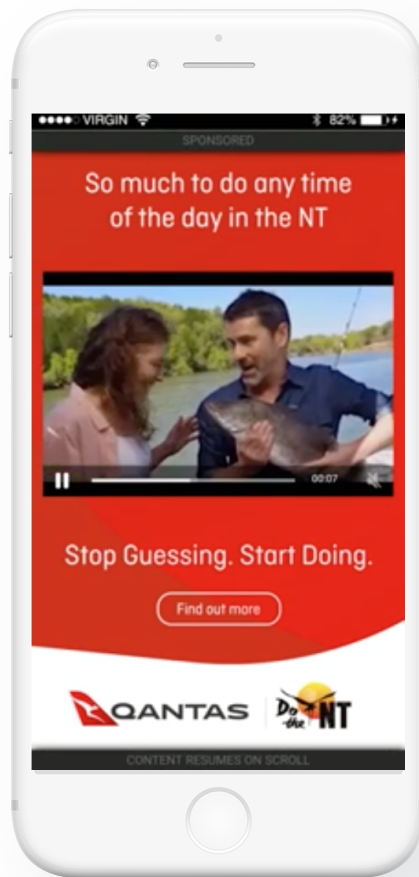 VIRGIN 82%
SPONSORED
So much to do any time
of the day in the NT
00:07
Stop Guessing. Start Doing.
Find out more
QANTAS Do the NT
CONTENT RESUMES ON SCROLL